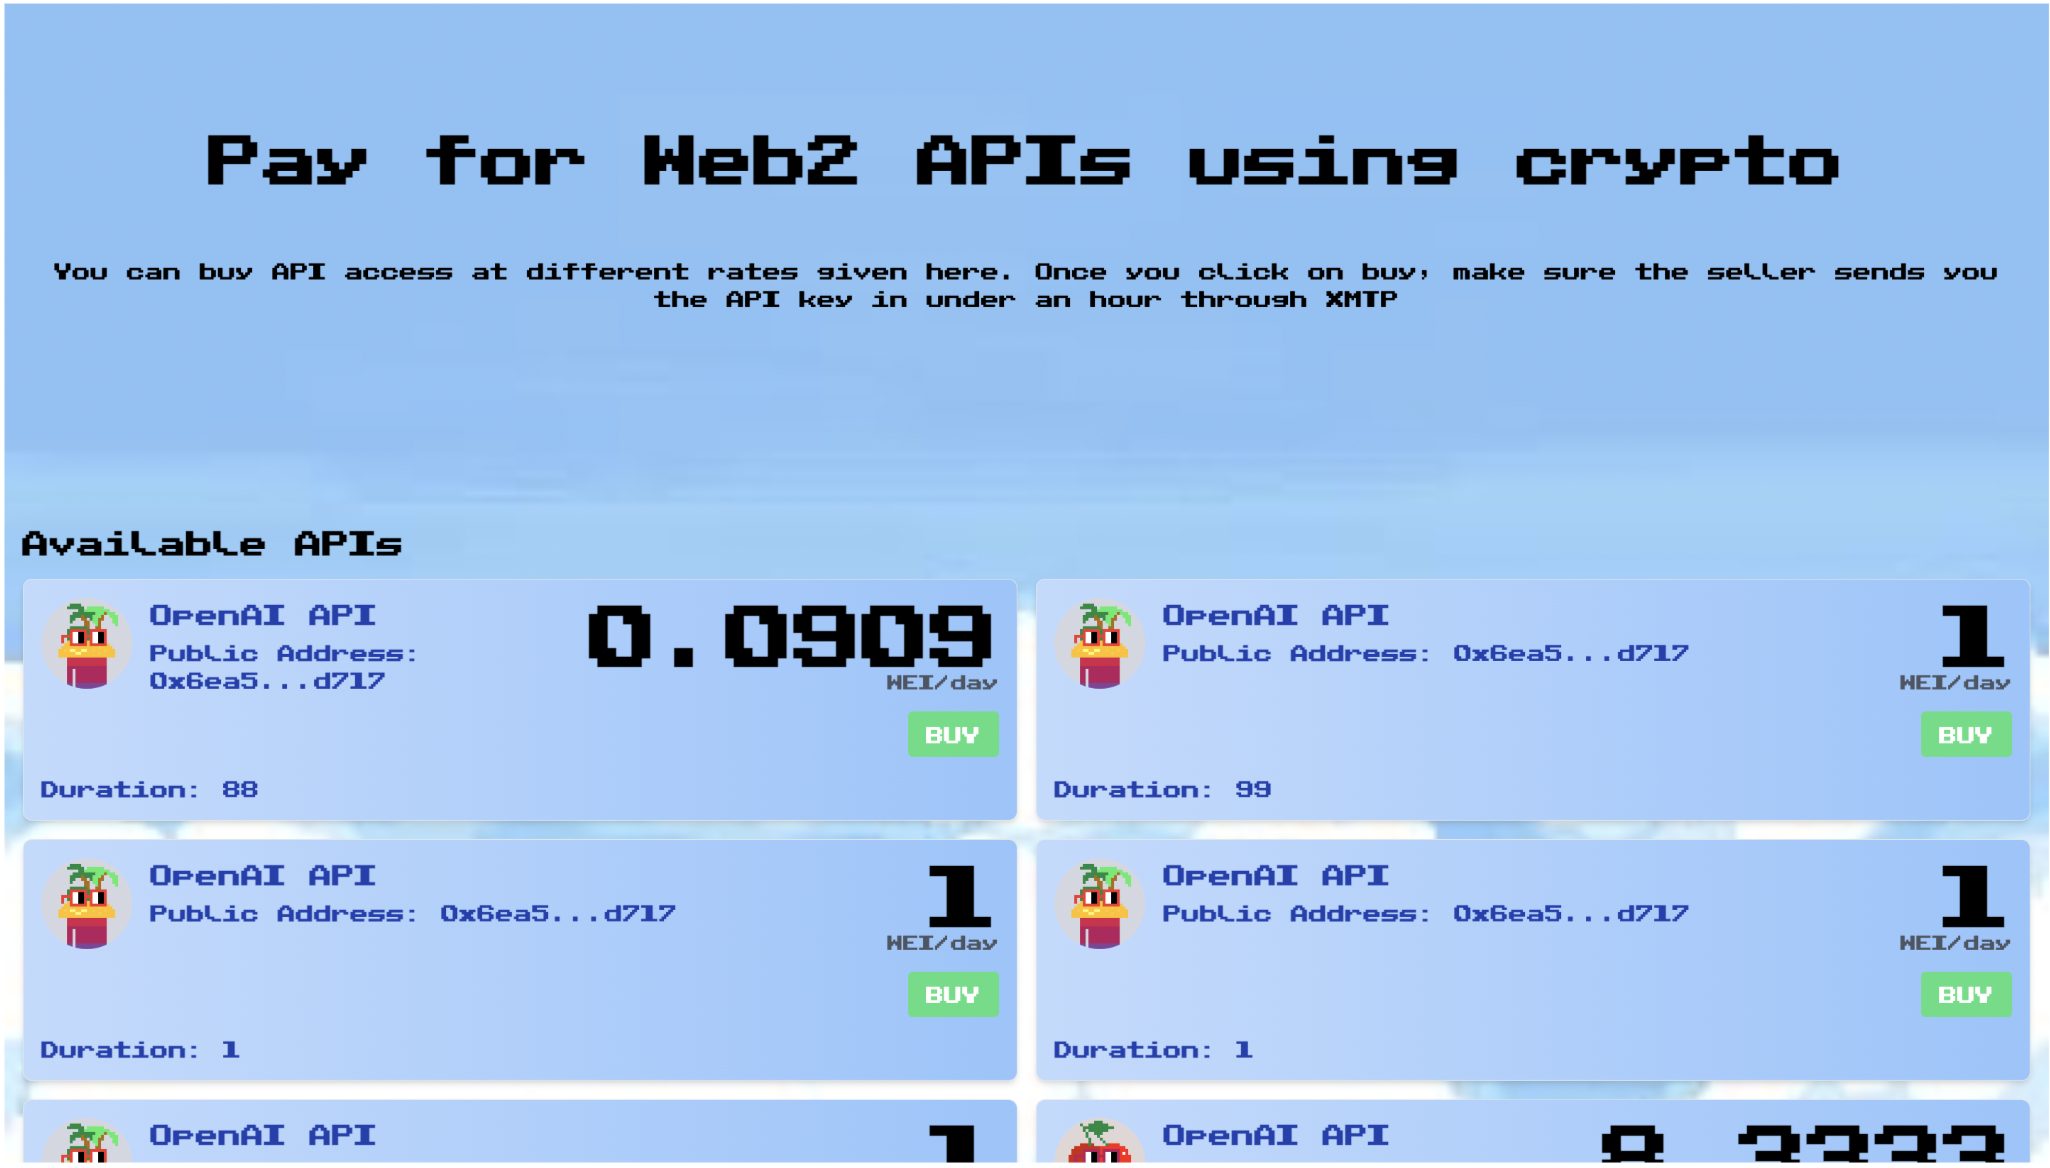 Pay for Web2 APIs using crypto
You can buy API access at different rates given here. Once you click on buy, make sure the seller sends you
the API key in under an hour through XMTP
Available APIs
OpenAI API
Public Address:
0x6ea5...d717
0.0909
WEI/day
BUY
Duration: 88
OpenAI API
Public Address: 0x6ea5...d717
1
WEI/day
BUY
Duration: 99
OpenAI API
Public Address: 0x6ea5...d717
1
WEI/day
BUY
Duration: 1
OpenAI API
Public Address: 0x6ea5...d717
1
WEI/day
BUY
Duration: 1
OpenAI API
1
OpenAI API